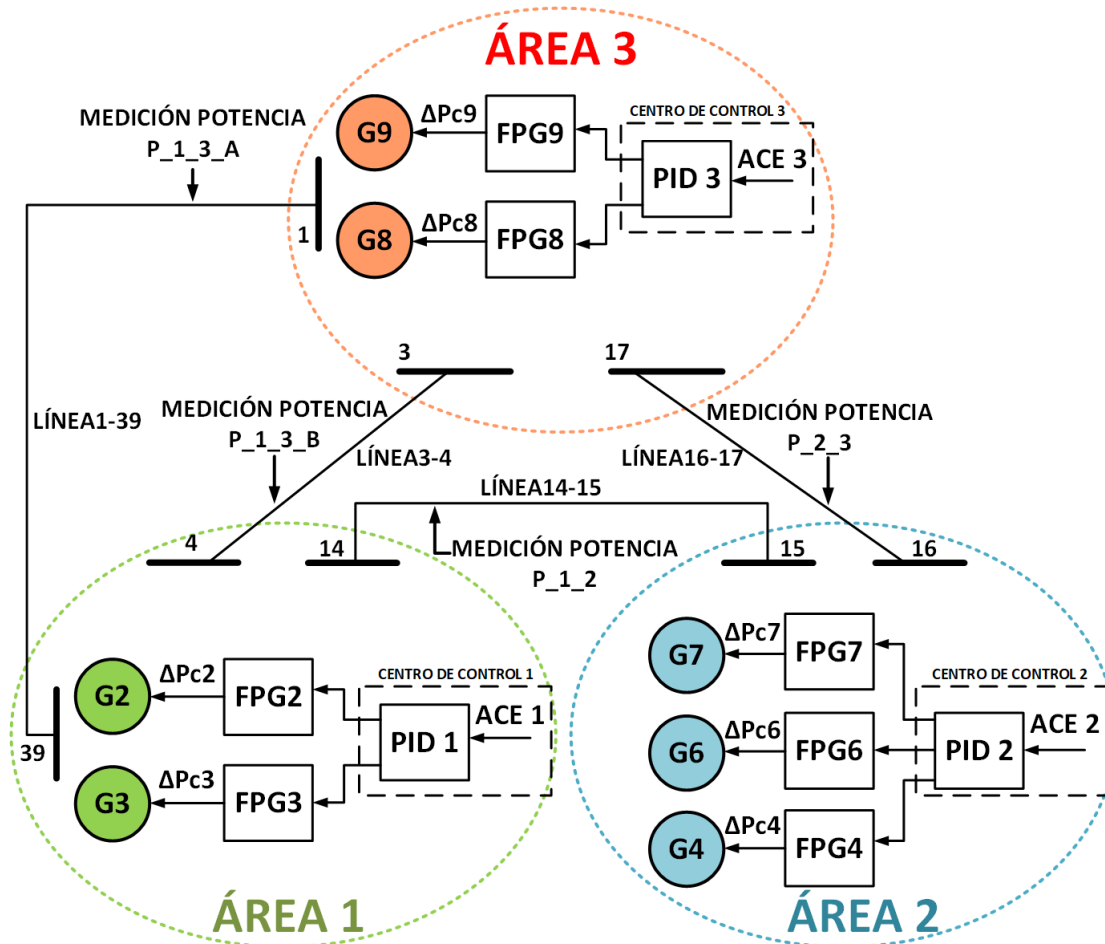 ÁREA 3
MEDICIÓN POTENCIA
P_1_3_A
G9
ΔPc9
FPG9
CENTRO DE CONTROL 3
PID 3
ACE 3
1
G8
ΔPc8
FPG8
3
17
LÍNEA1-39
MEDICIÓN POTENCIA
P_1_3_B
LÍNEA3-4
MEDICIÓN POTENCIA
P_2_3
LÍNEA16-17
LÍNEA14-15
4
14
MEDICIÓN POTENCIA
P_1_2
15
16
39
G2
ΔPc2
FPG2
CENTRO DE CONTROL 1
PID 1
ACE 1
G3
ΔPc3
FPG3
ÁREA 1
G7
ΔPc7
FPG7
CENTRO DE CONTROL 2
PID 2
ACE 2
G6
ΔPc6
FPG6
G4
ΔPc4
FPG4
ÁREA 2